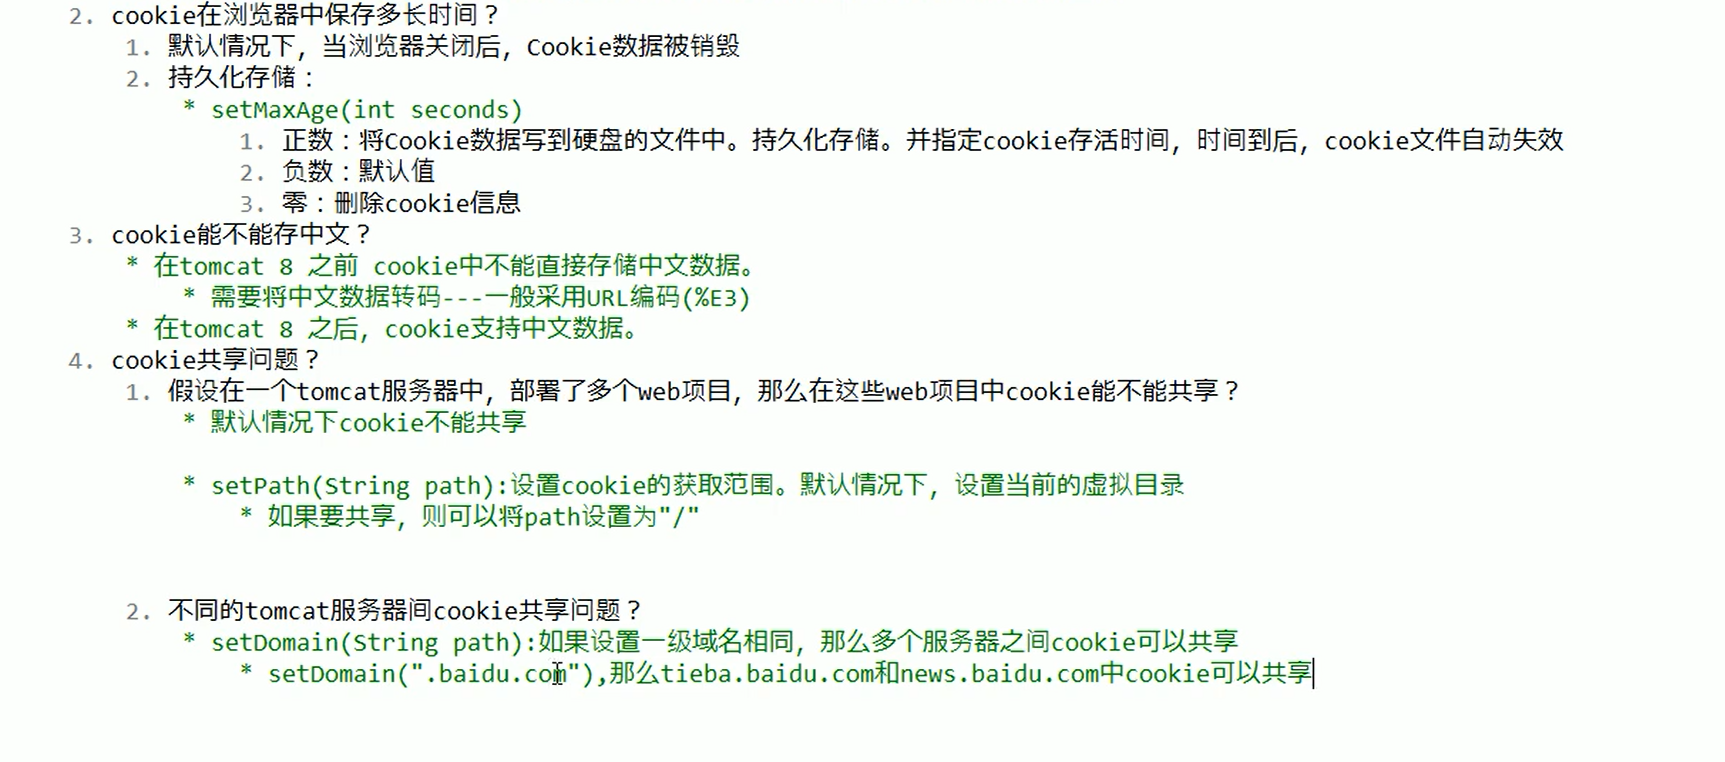 2. cookie在浏览器中保存多长时间？
1. 默认情况下，当浏览器关闭后，Cookie数据被销毁
2. 持久化存储：
* setMaxAge(int seconds)
1. 正数：将Cookie数据写到硬盘的文件中。持久化存储。并指定cookie存活时间，时间到后，cookie文件自动失效
2. 负数：默认值
3. 零：删除cookie信息
3. cookie能不能存中文？
* 在tomcat 8 之前 cookie中不能直接存储中文数据。
* 需要将中文数据转码---一般采用URL编码(%E3)
* 在tomcat 8 之后，cookie支持中文数据。
4. cookie共享问题？
1. 假设在一个tomcat服务器中，部署了多个web项目，那么在这些web项目中cookie能不能共享？
* 默认情况下cookie不能共享
* setPath(String path):设置cookie的获取范围。默认情况下，设置当前的虚拟目录
* 如果要共享，则可以将path设置为"/"
2. 不同的tomcat服务器间cookie共享问题？
* setDomain(String path):如果设置一级域名相同，那么多个服务器之间cookie可以共享
* setDomain(".baidu.com"),那么tieba.baidu.com和news.baidu.com中cookie可以共享